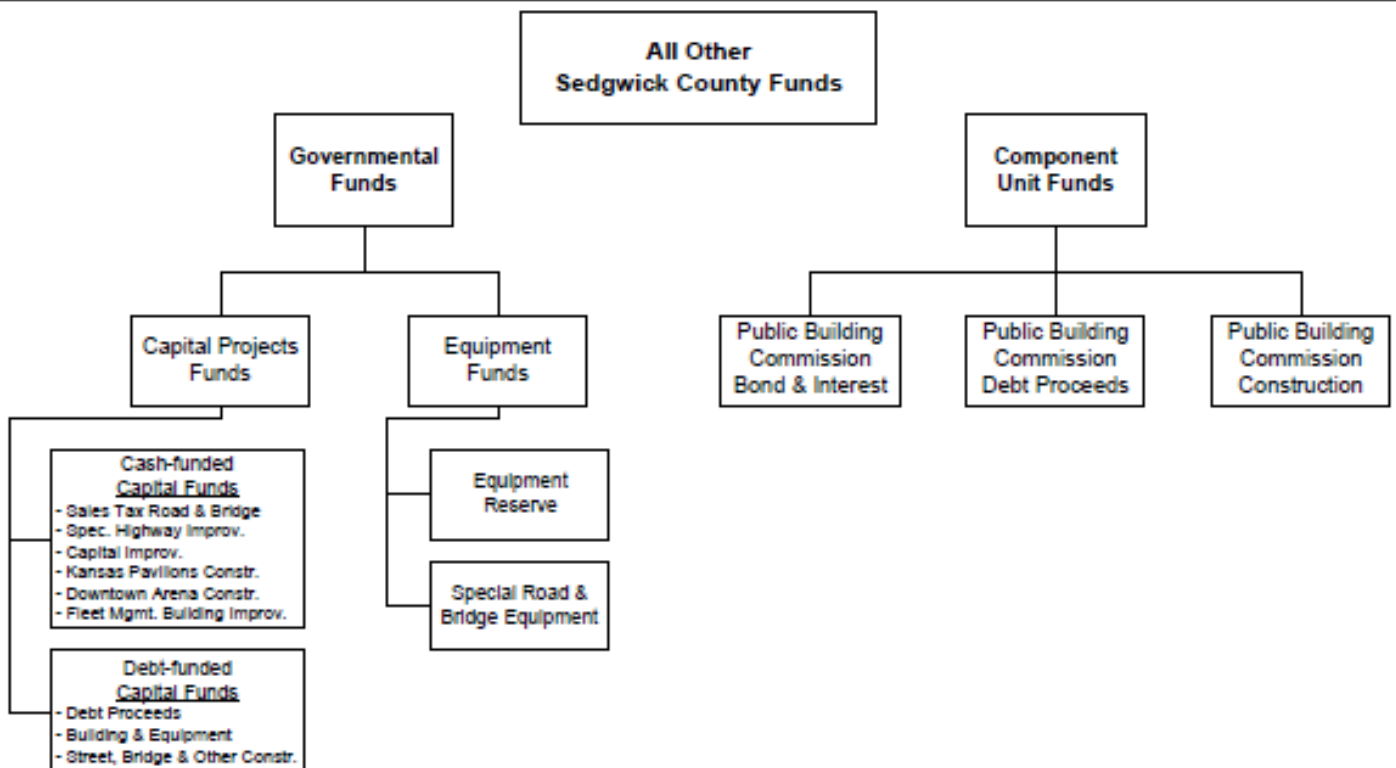 All Other
Sedgwick County Funds
Governmental
Funds
Component
Unit Funds
Capital Projects
Funds
Equipment
Funds
Public Building
Commission
Bond & Interest
Public Building
Commission
Debt Proceeds
Public Building
Commission
Construction
Cash-funded
Capital Funds
- Sales Tax Road & Bridge
- Spec. Highway Improv.
- Capital Improv.
- Kansas Pavilions Constr.
- Downtown Arena Constr.
- Fleet Mgmt. Building Improv.
Equipment
Reserve
Special Road &
Bridge Equipment
Debt-funded
Capital Funds
- Debt Proceeds
- Building & Equipment
- Street, Bridge & Other Constr.